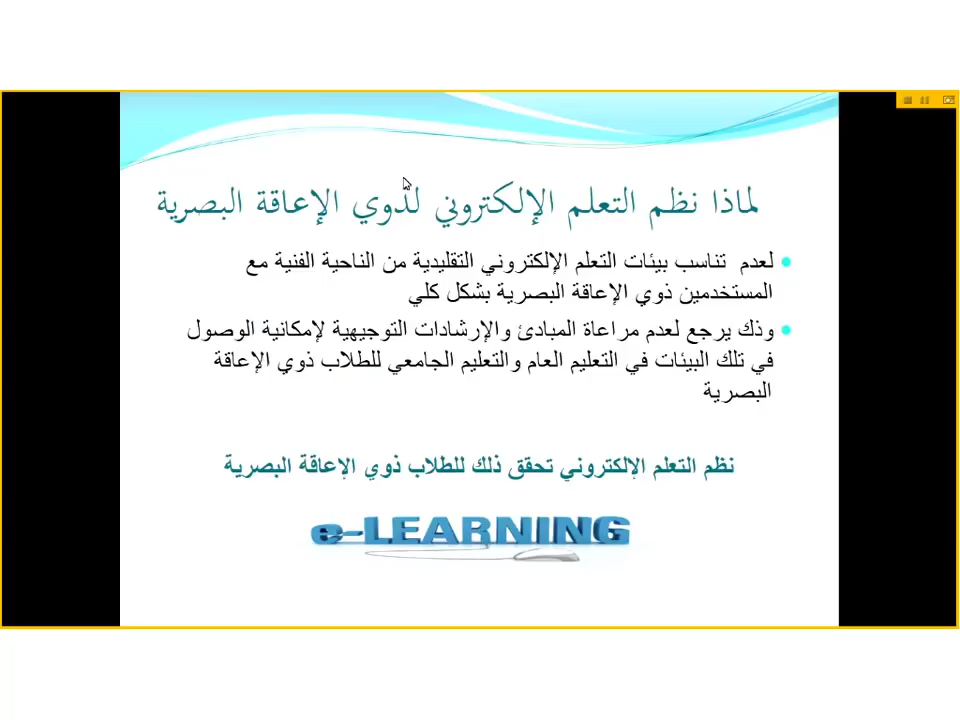 لماذا نظم التعلم الإلكتروني لذوي الإعاقة البصرية
لعدم تناسب بيئات التعلم الإلكتروني التقليدية من الناحية الفنية مع
المستخدمين ذوي الإعاقة البصرية بشكل كلي
وذك يرجع لعدم مراعاة المبادئ والإرشادات التوجيهية لإمكانية الوصول
في تلك البيئات في التعليم العام والتعليم الجامعي للطلاب ذوي الإعاقة
البصرية
نظم التعلم الإلكتروني تحقق ذلك للطلاب ذوي الإعاقة البصرية
e-LEARNING